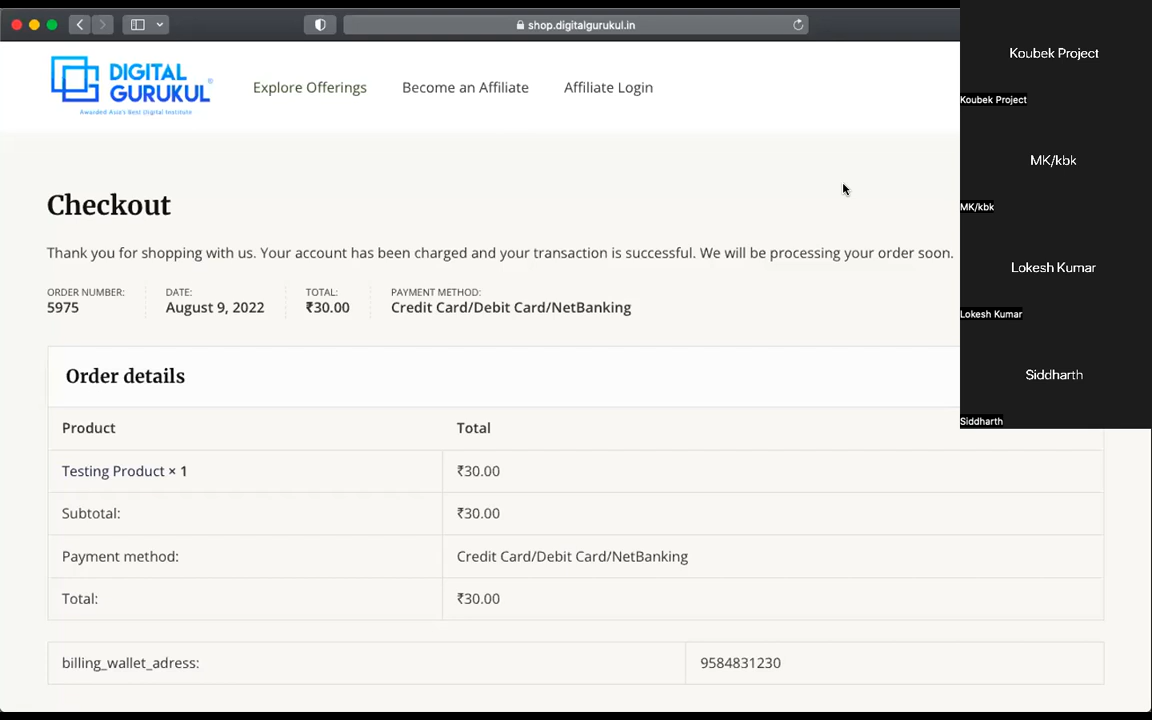 shop.digitalgurukul.in
DIGITAL
GURUKUL
Awarded Asia's Best Digital Institute
Explore Offerings
Become an Affiliate
Affiliate Login
Koubek Project
Koubek Project
MK/kbk
MK/kbk
Lokesh Kumar
Lokesh Kumar
Siddharth
Siddharth
Checkout
Thank you for shopping with us. Your account has been charged and your transaction is successful. We will be processing your order soon.
ORDER NUMBER:
5975
DATE:
August 9, 2022
TOTAL:
₹30.00
PAYMENT METHOD:
Credit Card/Debit Card/NetBanking
Order details
Product Total
Testing Product × 1 ₹30.00
Subtotal: ₹30.00
Payment method: Credit Card/Debit Card/NetBanking
Total: ₹30.00
billing_wallet_adress: 9584831230